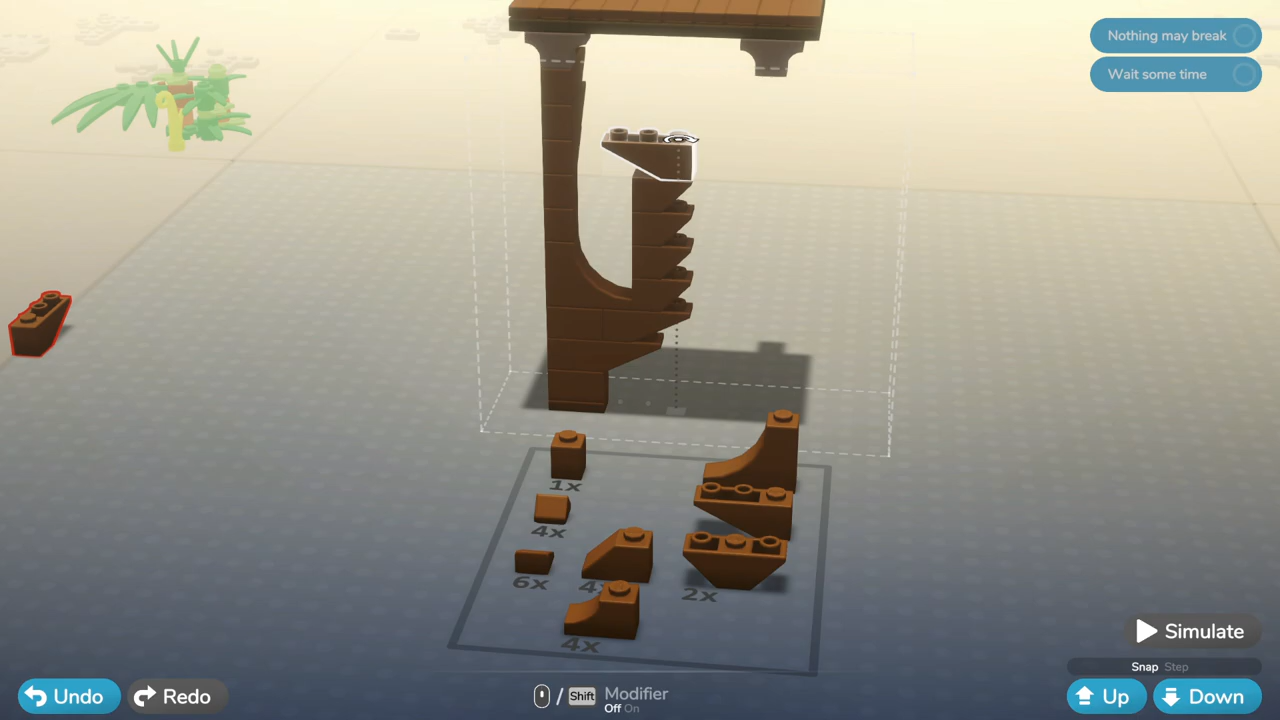 Nothing may break
Wait some time
1x
4x
6x
2x
4x
Simulate
Snap Step
Undo
Redo
/ Shift Modifier
Off On
Up
Down